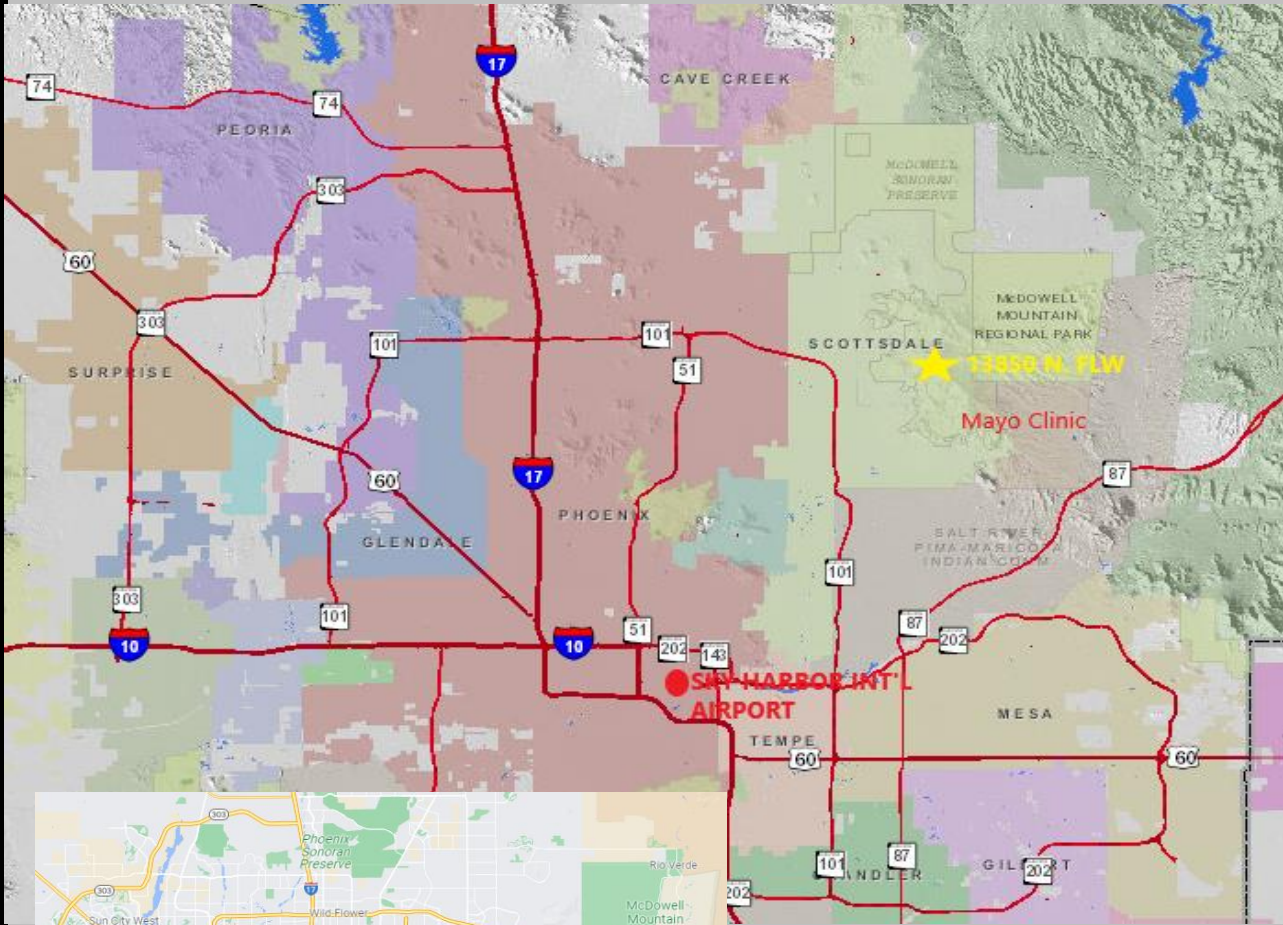 17
74
CAVE CREEK
74
PEORIA
McDOWELL
SONORAN
PRESERVE
303
60
McDOWELL
MOUNTAIN
REGIONAL PARK
303
101
101
SCOTTSDALE
51
13850 N. FLW
SURPRISE
Mayo Clinic
17
87
60
PHOENIX
SALT RIVER
PIMA-MARICOPA
INDIAN COMM.
GLENDALE
101
303
101
51
87
10
10
202
143
202
SKY HARBOR INT'L
AIRPORT
MESA
TEMPE
60
60
303
Phoenix
Sonoran
Preserve
Rio Verde
101
87
GILBERT
CHANDLER
202
303
17
202
Sun City West
Wild Flower
McDowell
Mountain